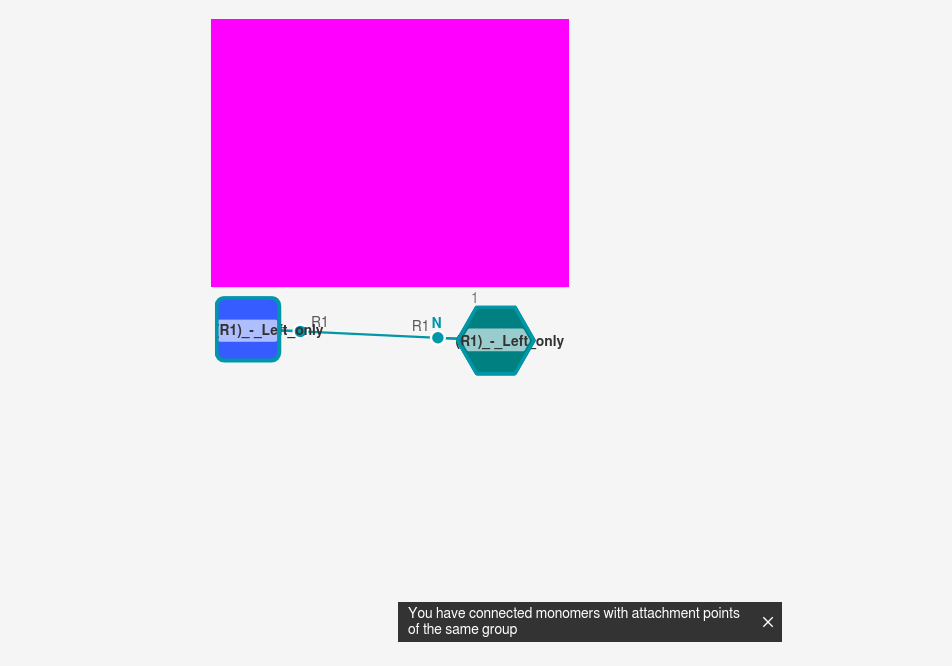 1
R1
R1 N
R1)_-_Left_only
(R1)_-_Left_only
You have connected monomers with attachment points
of the same group